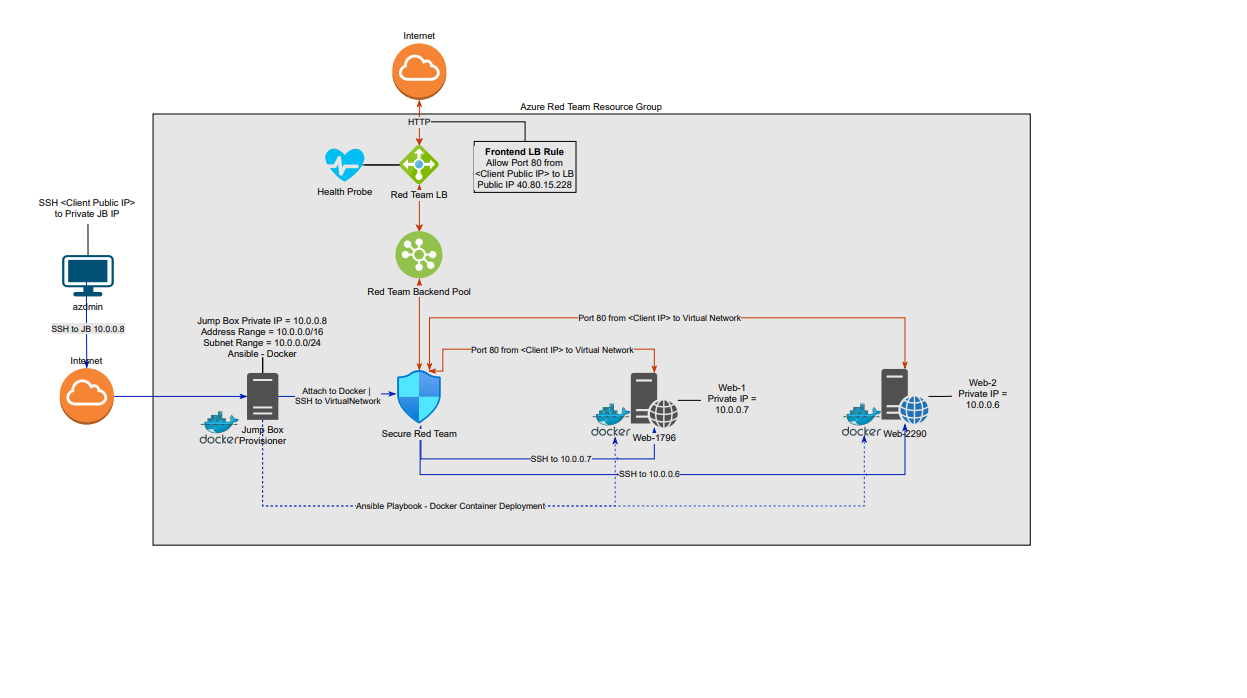 Internet
Azure Red Team Resource Group
HTTP
Frontend LB Rule
Allow Port 80 from
<Client Public IP> to LB
Public IP 40.80.15.228
Health Probe
Red Team LB
SSH <Client Public IP>
to Private JB IP
azdmin
SSH to JB 10.0.0.8
Internet
Red Team Backend Pool
Jump Box Private IP = 10.0.0.8
Address Range = 10.0.0.0/16
Subnet Range = 10.0.0.0/24
Ansible - Docker
Port 80 from <Client IP> to Virtual Network
Port 80 from <Client IP> to Virtual Network
Attach to Docker |
SSH to VirtualNetwork
docker
Jump Box
Provisioner
Secure Red Team
docker
Web-1796
Web-1
Private IP =
10.0.0.7
docker
Web-2290
Web-2
Private IP =
10.0.0.6
SSH to 10.0.0.7
SSH to 10.0.0.6
Ansible Playbook - Docker Container Deployment